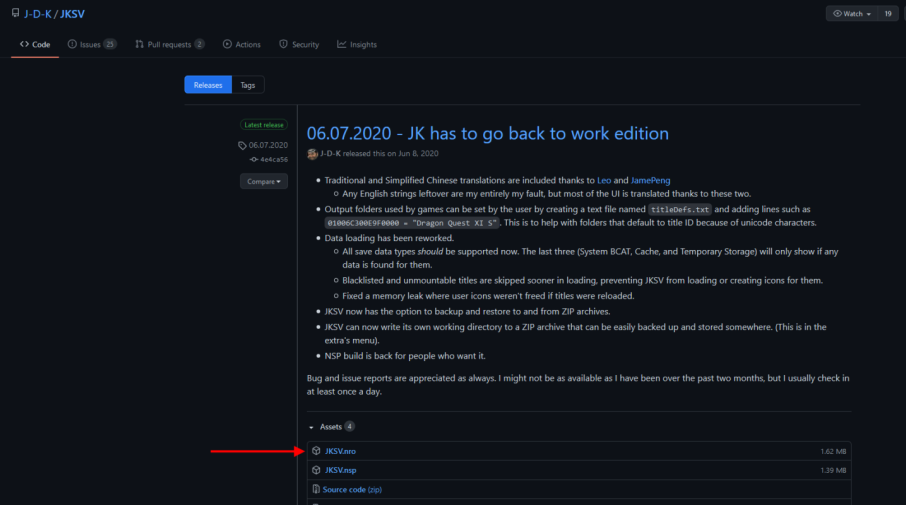 J-D-K / JKSV
Watch 19
Code Issues 25 Pull requests 2 Actions Security Insights
Releases Tags
Latest release
06.07.2020
4e4ca56
Compare
06.07.2020 - JK has to go back to work edition
J-D-K released this on Jun 8, 2020
Traditional and Simplified Chinese translations are included thanks to Leo and JamePeng
Any English strings leftover are my entirely my fault, but most of the UI is translated thanks to these two.
Output folders used by games can be set by the user by creating a text file named titleDefs.txt and adding lines such as
01006C300E9F0000 = "Dragon Quest XI S". This is to help with folders that default to title ID because of unicode characters.
Data loading has been reworked.
All save data types should be supported now. The last three (System BCAT, Cache, and Temporary Storage) will only show if any
data is found for them.
Blacklisted and unmountable titles are skipped sooner in loading, preventing JKSV from loading or creating icons for them.
Fixed a memory leak where user icons weren't freed if titles were reloaded.
JKSV now has the option to backup and restore to and from ZIP archives.
JKSV can now write its own working directory to a ZIP archive that can be easily backed up and stored somewhere. (This is in the
extra's menu).
NSP build is back for people who want it.
Bug and issue reports are appreciated as always. I might not be as available as I have been over the past two months, but I usually check in
at least once a day.
Assets 4
JKSV.nro 1.62 MB
JKSV.nsp 1.39 MB
Source code (zip)